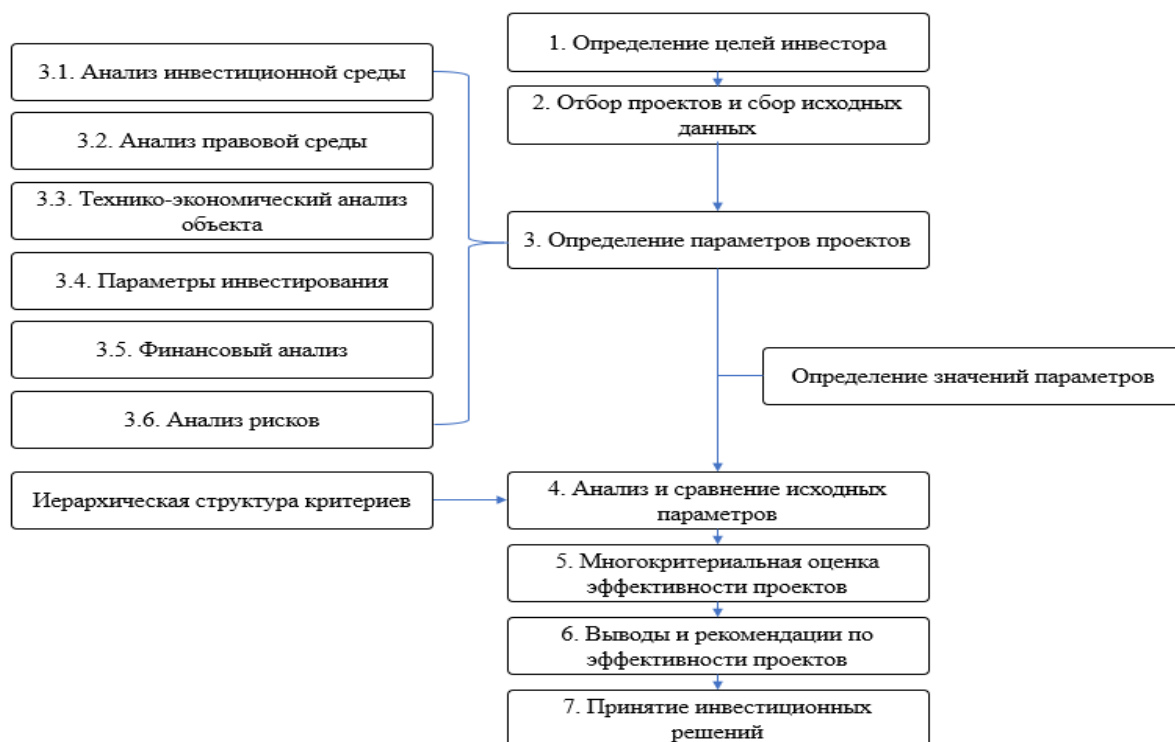 1. Определение целей инвестора
2. Отбор проектов и сбор исходных
данных
3.1. Анализ инвестиционной среды
3.2. Анализ правовой среды
3.3. Технико-экономический анализ
объекта
3.4. Параметры инвестирования
3.5. Финансовый анализ
3.6. Анализ рисков
3. Определение параметров проектов
Определение значений параметров
Иерархическая структура критериев
4. Анализ и сравнение исходных
параметров
5. Многокритериальная оценка
эффективности проектов
6. Выводы и рекомендации по
эффективности проектов
7. Принятие инвестиционных
решений